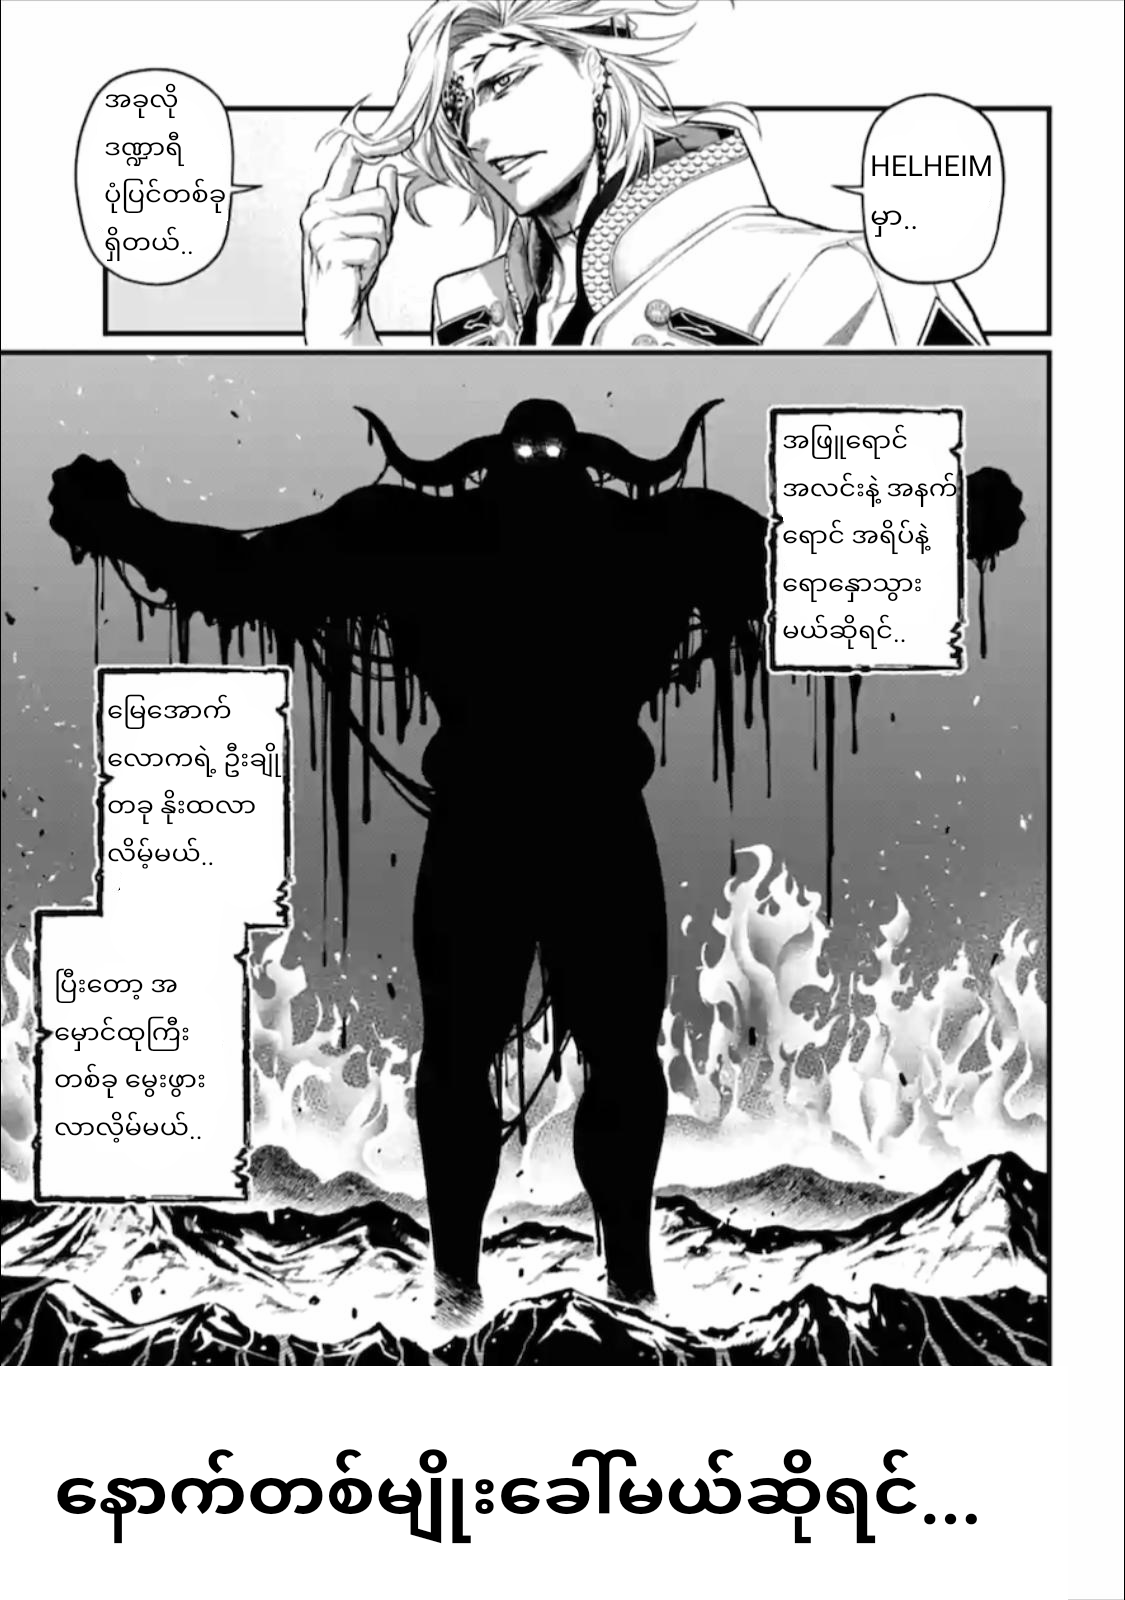 HELHEIM
မှာ..
အခုလို
ဒဏ္ဍာရီ
ပုံပြင်တစ်ခု
ရှိတယ်..
အဖြူရောင်
အလင်းနဲ့ အနက်
ရောင် အရိပ်နဲ့
ရောနှောသွား
မယ်ဆိုရင်..
မြေအောက်
လောကရဲ့ ဦးချို
တခု နိုးထလာ
လိမ့်မယ်..
ပြီးတော့ အ
မှောင်ထုကြီး
တစ်ခု မွေးဖွား
လာလိ့မ်မယ်..
နောက်တစ်မျိုးခေါ်မယ်ဆိုရင်...